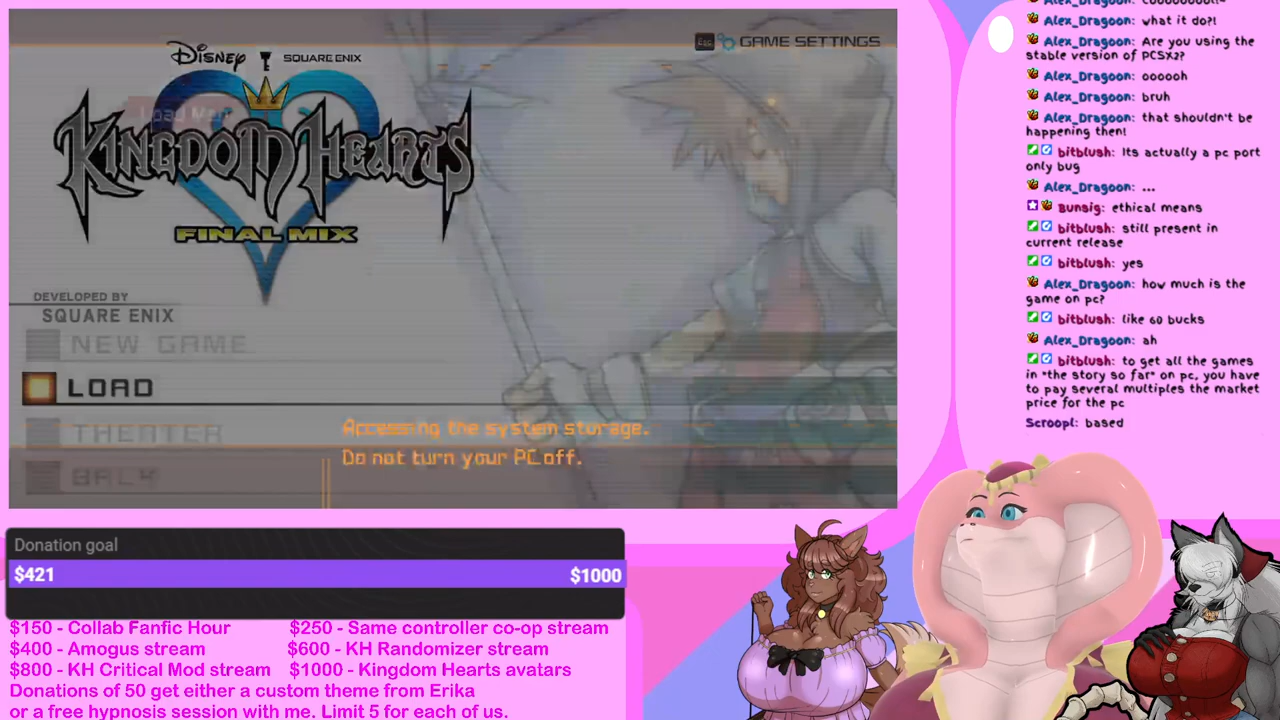 Disney
SQUARE ENIX
Esc GAME SETTINGS
Load Men
KINGDOM HEARTS
FINAL MIX
DEVELOPED BY
SQUARE ENIX
NEW GAME
LOAD
THEATER
BACK
Accessing the system storage.
Do not turn your PC off.
Donation goal
$421 $1000
$150 - Collab Fanfic Hour $250 - Same controller co-op stream
$400 - Amogus stream $600 - KH Randomizer stream
$800 - KH Critical Mod stream $1000 - Kingdom Hearts avatars
Donations of 50 get either a custom theme from Erika
or a free hypnosis session with me. Limit 5 for each of us.
Alex_Dragoon: what it do?!
Alex_Dragoon: Are you using the
stable version of PCSX2?
Alex_Dragoon: oooooh
Alex_Dragoon: bruh
Alex_Dragoon: that shouldn't be
happening then!
bitblush: Its actually a pc port
only bug
Alex_Dragoon: ...
Bunsig: ethical means
bitblush: still present in
current release
bitblush: yes
Alex_Dragoon: how much is the
game on pc?
bitblush: like 60 bucks
Alex_Dragoon: ah
bitblush: to get all the games
in "the story so far" on pc, you have
to pay several multiples the market
price for the pc
Scroopl: based